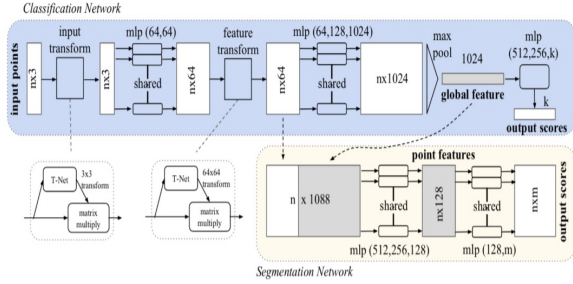 Classification Network
input points
nx3
input
transform
nx3
mlp (64,64)
shared
nx64
feature
transform
nx64
mlp (64,128,1024)
shared
nx1024
max
pool
1024
global feature
mlp
(512,256,k)
k
output scores
T-Net
3x3
transform
matrix
multiply
T-Net
64x64
transform
matrix
multiply
point features
n x 1088
shared
mlp (512,256,128)
nx128
shared
mlp (128,m)
nxm
output scores
Segmentation Network